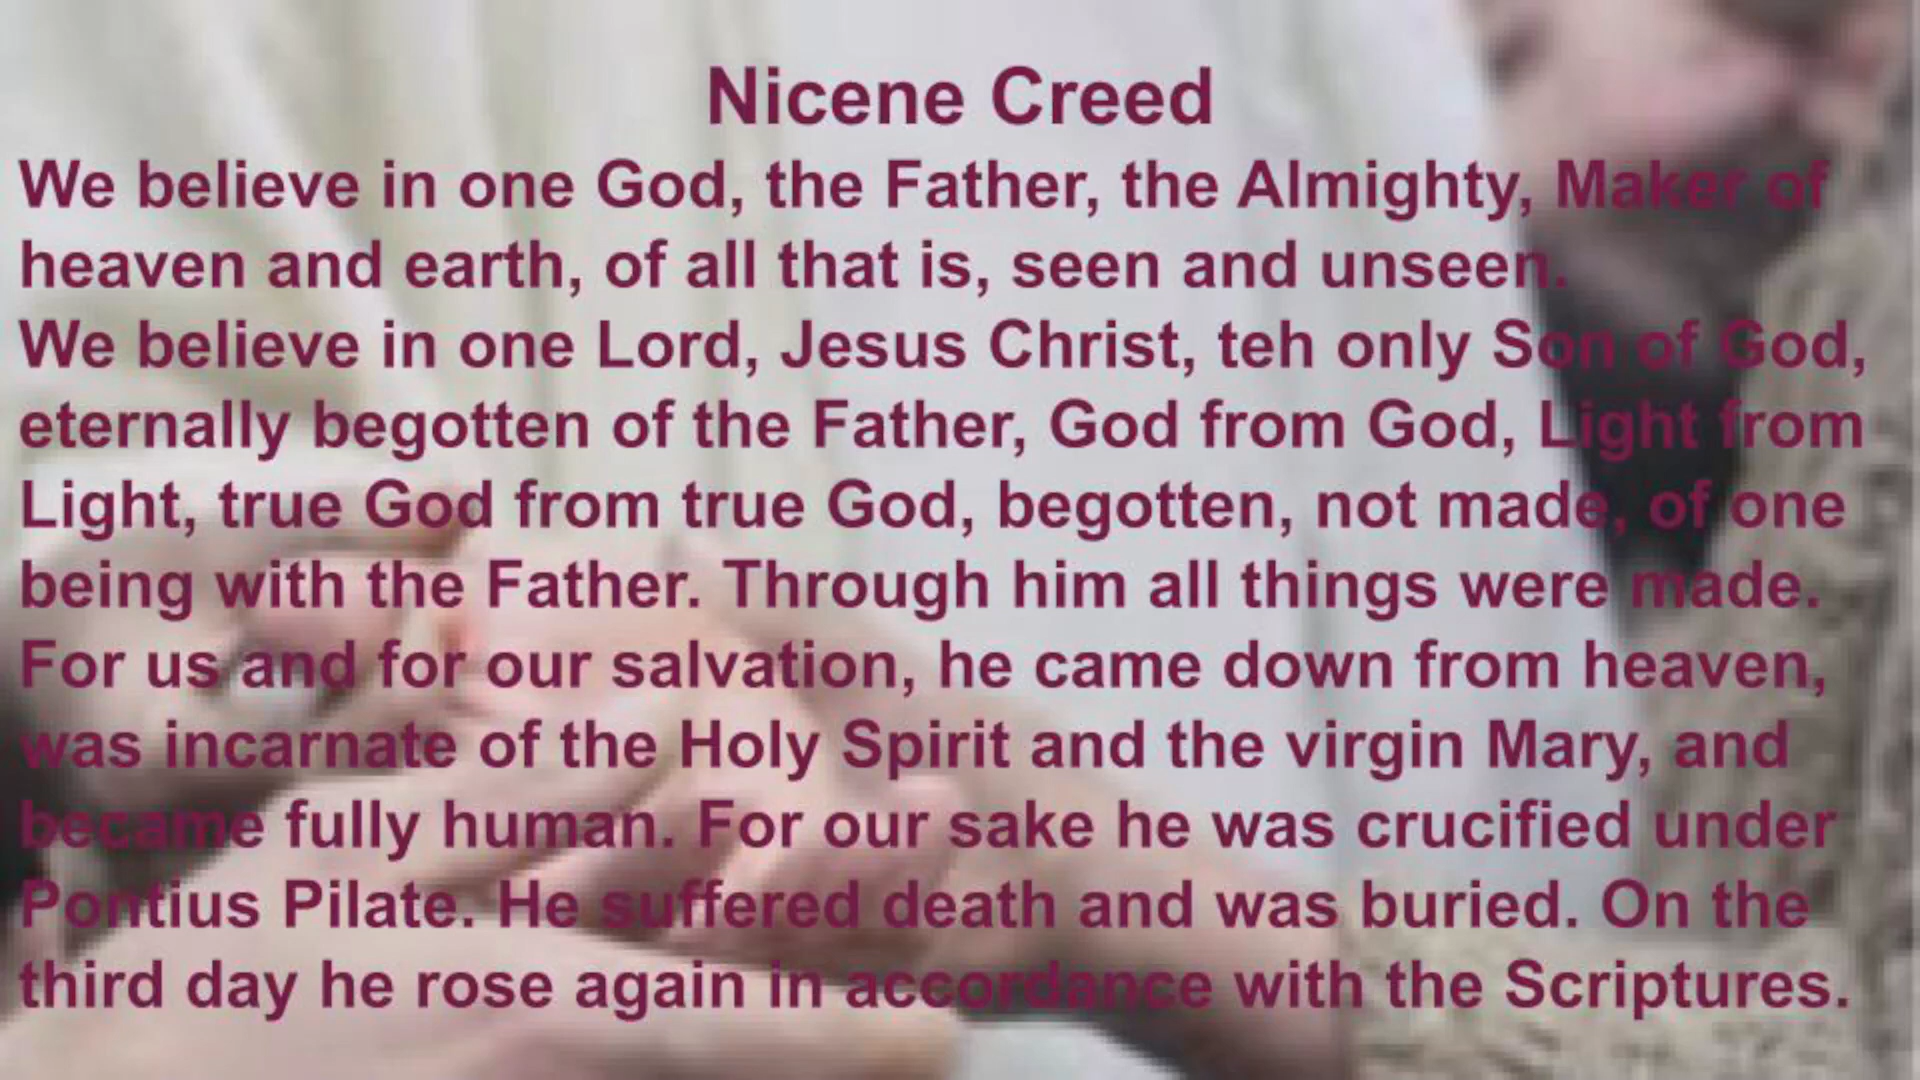 Nicene Creed
We believe in one God, the Father, the Almighty, Maker of
heaven and earth, of all that is, seen and unseen.
We believe in one Lord, Jesus Christ, teh only Son of God,
eternally begotten of the Father, God from God, Light from
Light, true God from true God, begotten, not made, of one
being with the Father. Through him all things were made.
For us and for our salvation, he came down from heaven,
was incarnate of the Holy Spirit and the virgin Mary, and
became fully human. For our sake he was crucified under
Pontius Pilate. He suffered death and was buried. On the
third day he rose again in accordance with the Scriptures.